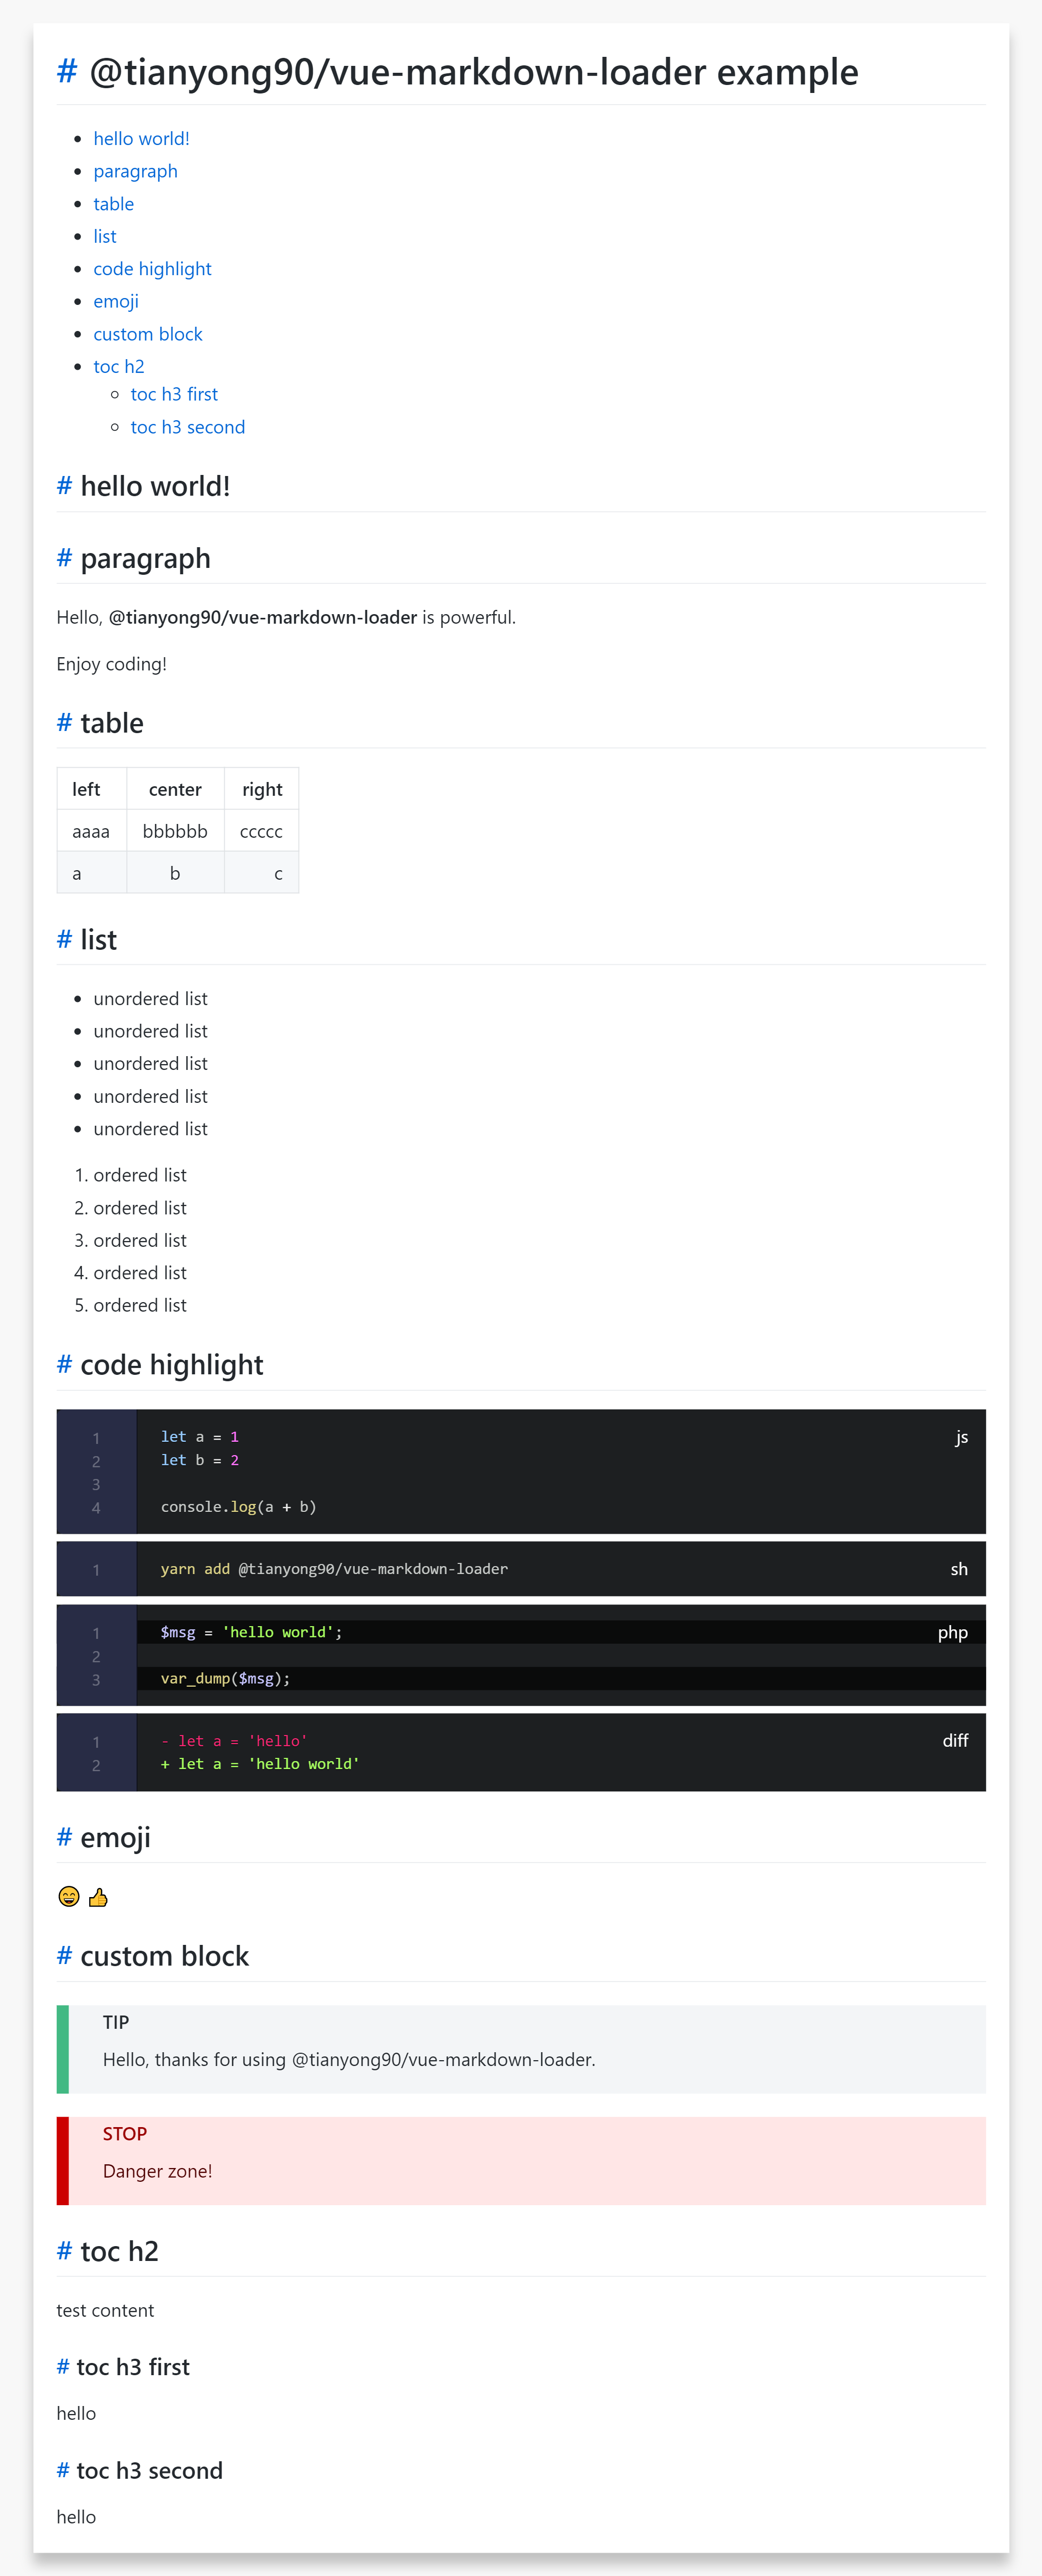 # @tianyong90/vue-markdown-loader example
hello world!
paragraph
table
list
code highlight
emoji
custom block
toc h2
toc h3 first
toc h3 second
# hello world!
# paragraph
Hello, @tianyong90/vue-markdown-loader is powerful.
Enjoy coding!
# table
left center right
aaaa bbbbbb ccccc
a b c
# list
unordered list
unordered list
unordered list
unordered list
unordered list
1. ordered list
2. ordered list
3. ordered list
4. ordered list
5. ordered list
# code highlight
1 let a = 1 js
2 let b = 2
3
4 console.log(a + b)
1 yarn add @tianyong90/vue-markdown-loader sh
1 $msg = 'hello world'; php
2
3 var_dump($msg);
1 - let a = 'hello' diff
2 + let a = 'hello world'
# emoji
😄 👍
# custom block
TIP
Hello, thanks for using @tianyong90/vue-markdown-loader.
STOP
Danger zone!
# toc h2
test content
# toc h3 first
hello
# toc h3 second
hello